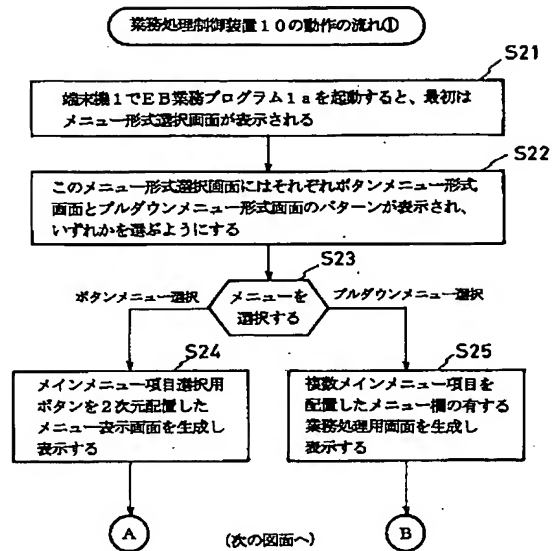 業務処理制御装置10の動作の流れ①
S21
端末機1でEB業務プログラム1aを起動すると、最初は
メニュー形式選択画面が表示される
S22
このメニュー形式選択画面にはそれぞれボタンメニュー形式
画面とプルダウンメニュー形式画面のパターンが表示され、
いずれかを選ぶようにする
S23
ボタンメニュー選択
メニューを
選択する
プルダウンメニュー選択
S24
メインメニュー項目選択用
ボタンを2次元配置した
メニュー表示画面を生成し
表示する
S25
複数メインメニュー項目を
配置したメニュー欄の有する
業務処理用画面を生成し
表示する
A
(次の図面へ)
B